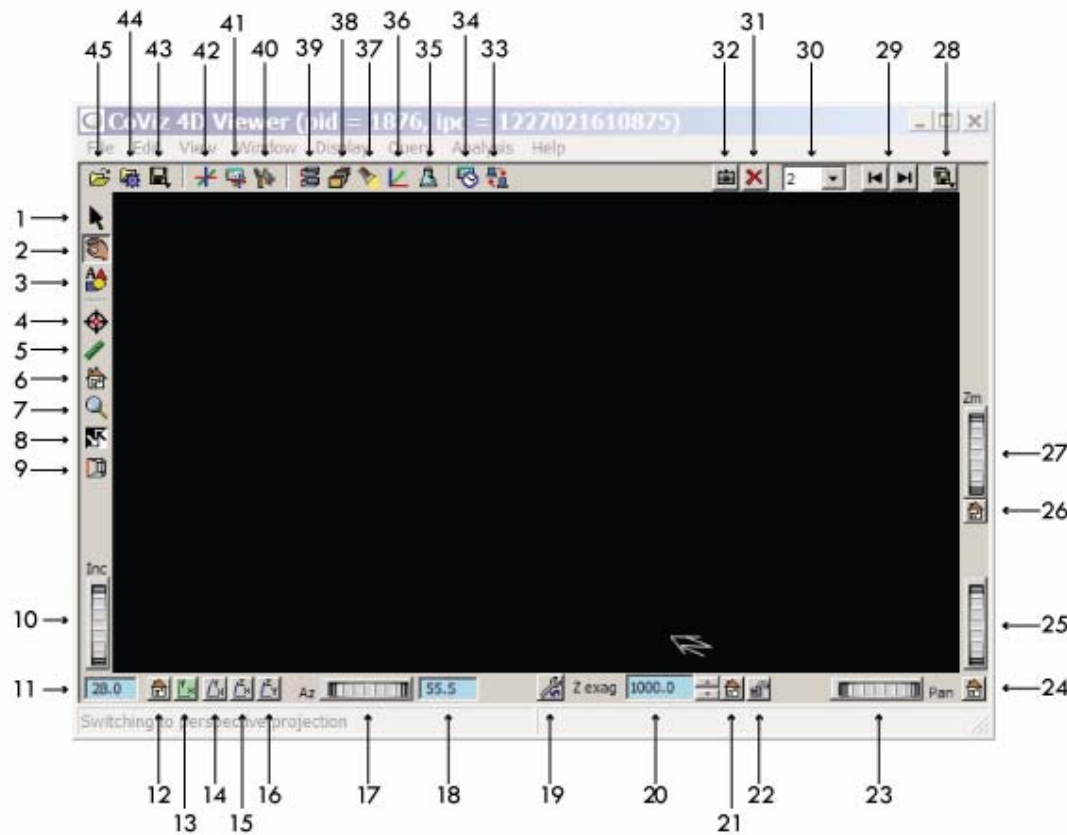 44 41 38 36 34 31
45 43 42 40 39 37 35 33 32 30 29 28
CoViz 4D Viewer (pid = 1876, ipc = 1227021610875)
File Edit View Window Display Query Analysis Help
2
1
2
3
4
5
6
7
8
9
Zm
27
26
Inc
10
25
11 28.0 Az 55.5 Z exag 1000.0 Pan 24
Switching to perspective projection
12 14 16 17 18 19 20 22 23
13 15 21